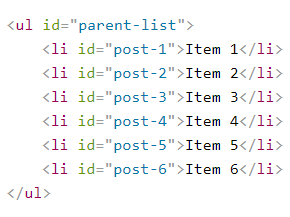 <ul id="parent-list">
    <li id="post-1">Item 1</li>
    <li id="post-2">Item 2</li>
    <li id="post-3">Item 3</li>
    <li id="post-4">Item 4</li>
    <li id="post-5">Item 5</li>
    <li id="post-6">Item 6</li>
</ul>